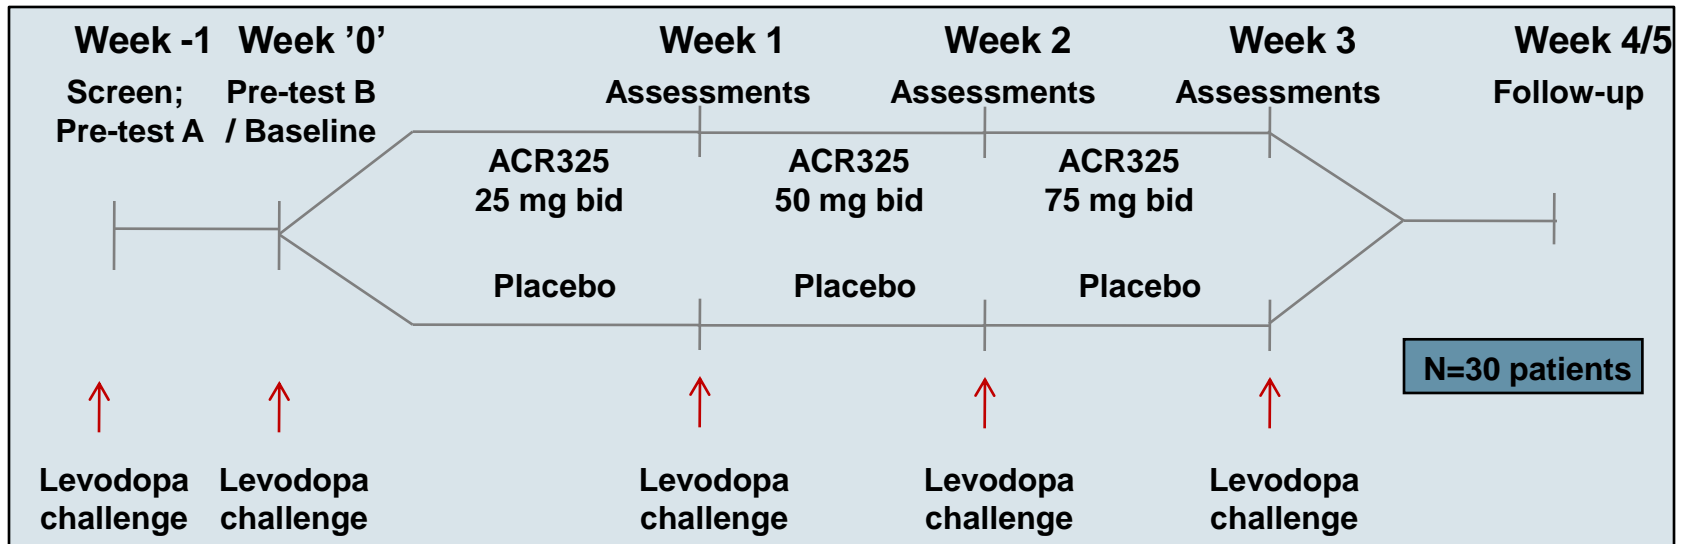 Week -1 Week ’0’ Week 1 Week 2 Week 3 Week 4/5
Screen; Pre-test B Assessments Assessments Assessments Follow-up
Pre-test A / Baseline
ACR325 ACR325 ACR325
25 mg bid 50 mg bid 75 mg bid
Placebo Placebo Placebo
N=30 patients
Levodopa Levodopa Levodopa Levodopa Levodopa
challenge challenge challenge challenge challenge